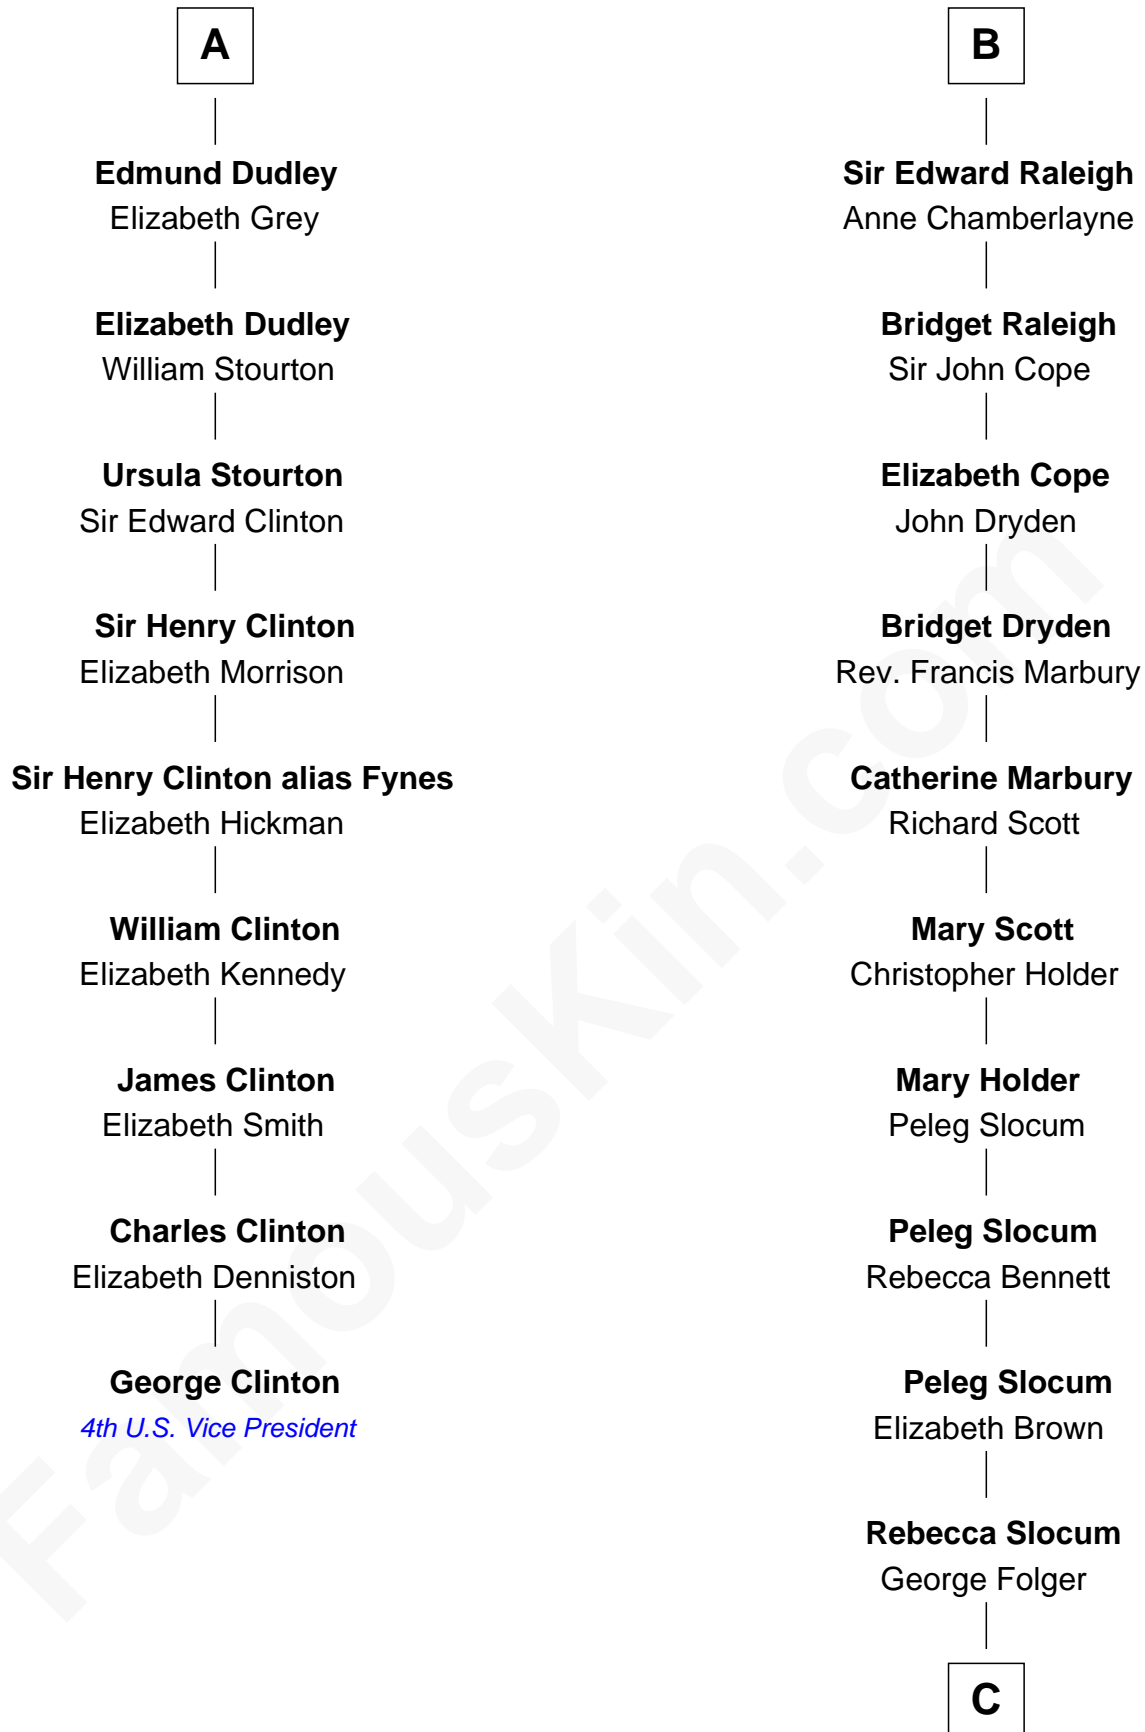 A
Edmund Dudley
Elizabeth Grey
Elizabeth Dudley
William Stourton
Ursula Stourton
Sir Edward Clinton
Sir Henry Clinton
Elizabeth Morrison
Sir Henry Clinton alias Fynes
Elizabeth Hickman
William Clinton
Elizabeth Kennedy
James Clinton
Elizabeth Smith
Charles Clinton
Elizabeth Denniston
George Clinton
4th U.S. Vice President
B
Sir Edward Raleigh
Anne Chamberlayne
Bridget Raleigh
Sir John Cope
Elizabeth Cope
John Dryden
Bridget Dryden
Rev. Francis Marbury
Catherine Marbury
Richard Scott
Mary Scott
Christopher Holder
Mary Holder
Peleg Slocum
Peleg Slocum
Rebecca Bennett
Peleg Slocum
Elizabeth Brown
Rebecca Slocum
George Folger
C
FamousKin.com